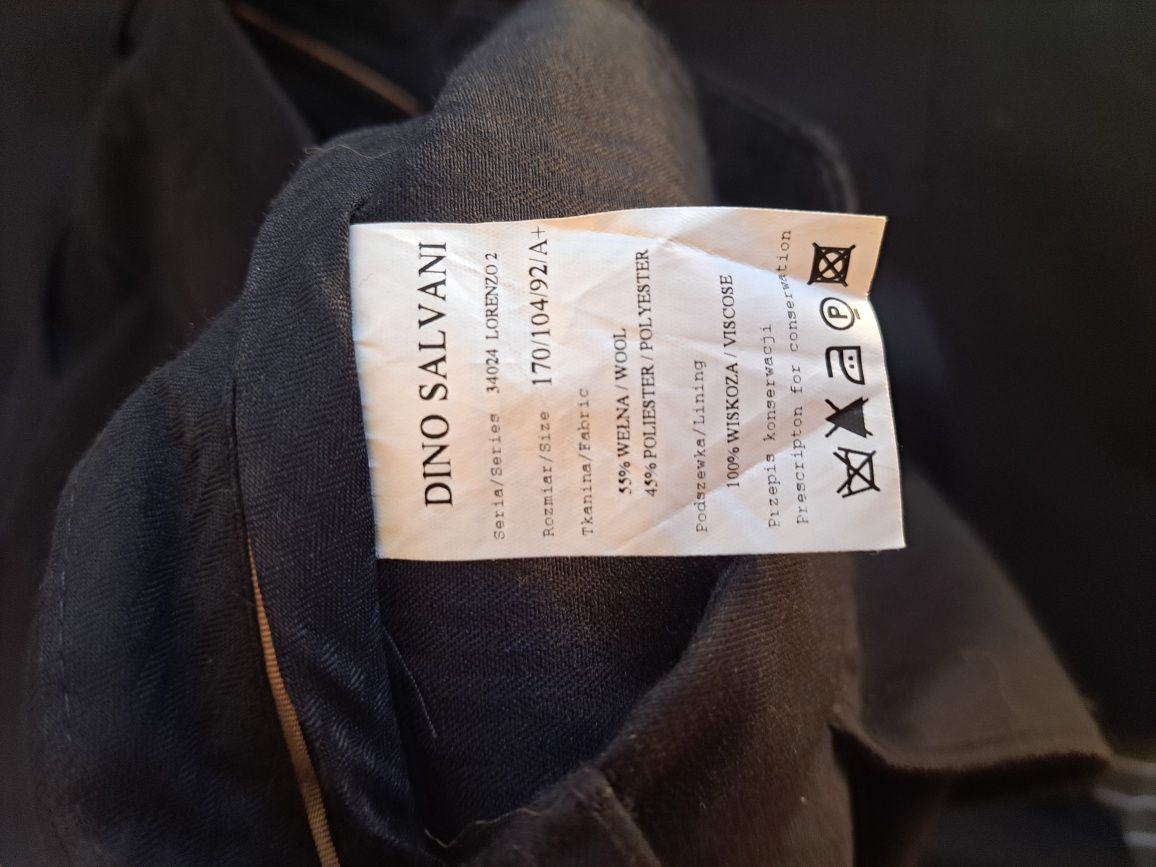 DINO SALVANI
Seria/Series 34024 LORENZO 2
Rozmiar/Size 170/104/92/A+
Tkanina/Fabric
55% WEŁNA / WOOL
45% POLIESTER / POLYESTER
Podszewka/Lining
100% WISKOZA / VISCOSE
Przepis konserwacji
Prescripton for conserwation
P